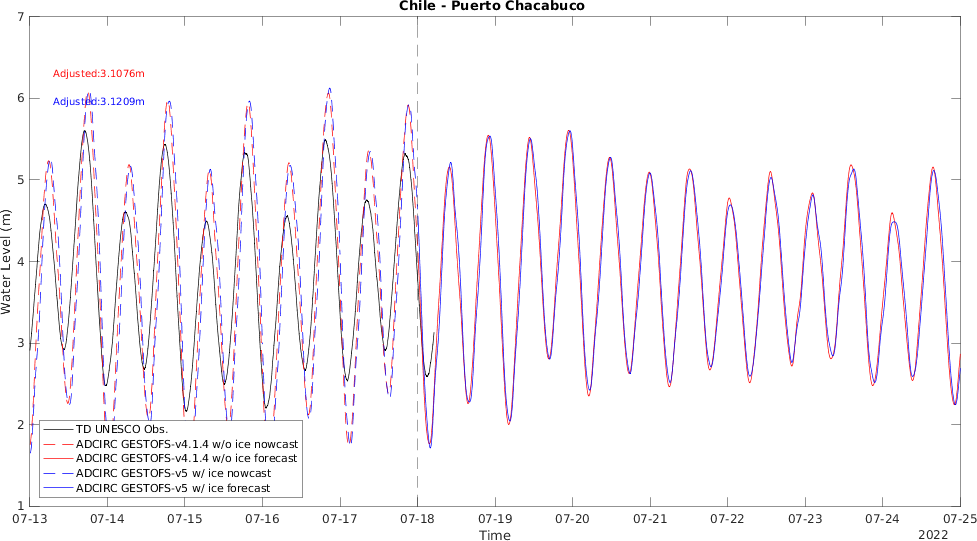 Chile - Puerto Chacabuco
7
6
5
4
3
2
1
Water Level (m)
Adjusted:3.1076m
Adjusted:3.1209m
TD UNESCO Obs.
ADCIRC GESTOFS-v4.1.4 w/o ice nowcast
ADCIRC GESTOFS-v4.1.4 w/o ice forecast
ADCIRC GESTOFS-v5 w/ ice nowcast
ADCIRC GESTOFS-v5 w/ ice forecast
07-13 07-14 07-15 07-16 07-17 07-18 07-19 07-20 07-21 07-22 07-23 07-24 07-25
Time
2022